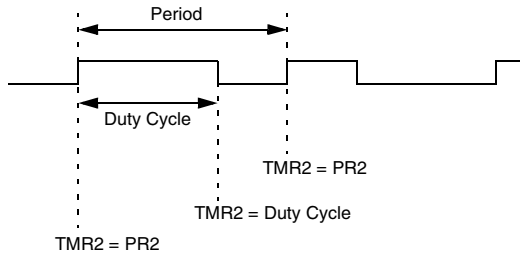 Period
Duty Cycle
TMR2 = PR2
TMR2 = Duty Cycle
TMR2 = PR2